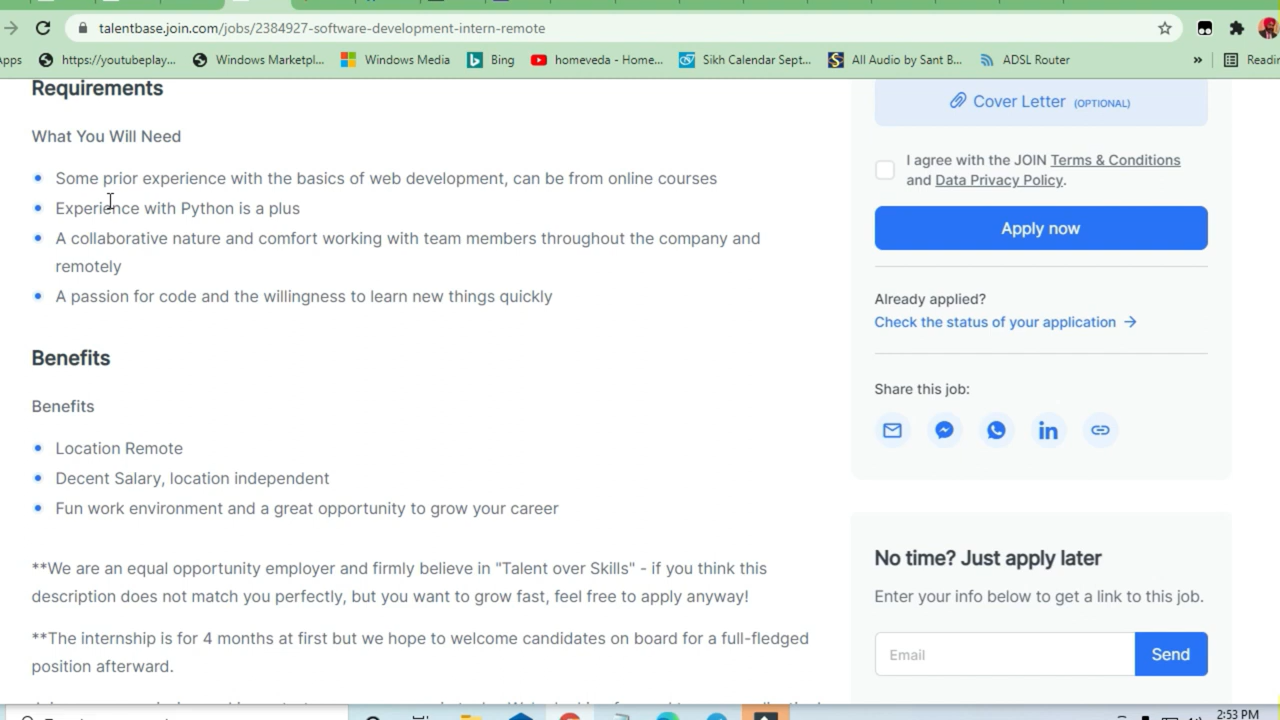 talentbase.join.com/jobs/2384927-software-development-intern-remote
Apps https://youtubeplay... Windows Marketpl... Windows Media Bing homeveda - Home... Sikh Calendar Sept... All Audio by Sant B... ADSL Router »
Requirements
What You Will Need
Some prior experience with the basics of web development, can be from online courses
Experience with Python is a plus
A collaborative nature and comfort working with team members throughout the company and
remotely
A passion for code and the willingness to learn new things quickly
Benefits
Benefits
Location Remote
Decent Salary, location independent
Fun work environment and a great opportunity to grow your career
**We are an equal opportunity employer and firmly believe in "Talent over Skills" - if you think this
description does not match you perfectly, but you want to grow fast, feel free to apply anyway!
**The internship is for 4 months at first but we hope to welcome candidates on board for a full-fledged
position afterward.
Cover Letter (OPTIONAL)
I agree with the JOIN Terms & Conditions
and Data Privacy Policy.
Apply now
Already applied?
Check the status of your application →
Share this job:
in
No time? Just apply later
Enter your info below to get a link to this job.
Email Send
2:53 PM